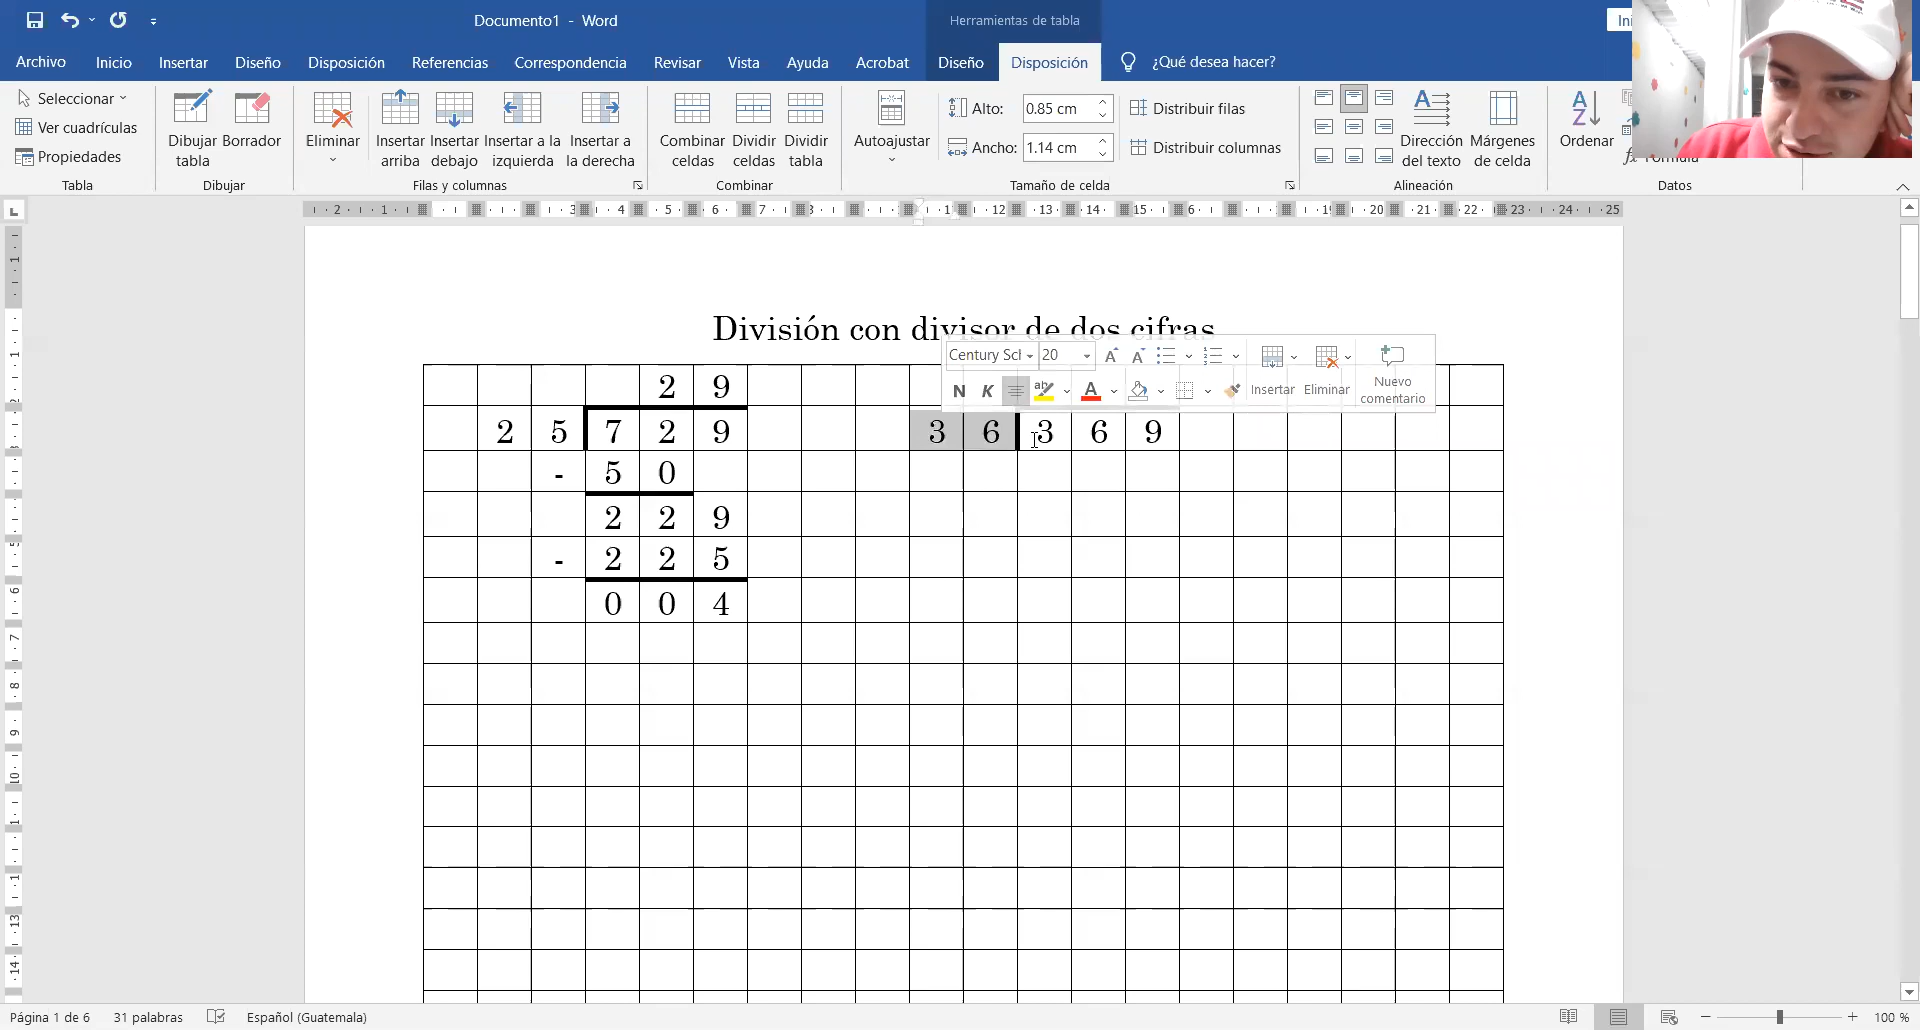 Documento1 - Word
Herramientas de tabla
Archivo Inicio Insertar Diseño Disposición Referencias Correspondencia Revisar Vista Ayuda Acrobat Diseño Disposición ¿Qué desea hacer?
Seleccionar
Ver cuadrículas
Propiedades
Tabla
Dibujar tabla
Borrador
Dibujar
Eliminar
Insertar arriba
Insertar debajo
Insertar a la izquierda
Insertar a la derecha
Filas y columnas
Combinar celdas
Dividir celdas
Dividir tabla
Combinar
Autoajustar
Alto: 0.85 cm
Ancho: 1.14 cm
Distribuir filas
Distribuir columnas
Tamaño de celda
Dirección del texto
Márgenes de celda
Alineación
Ordenar
Datos
División con divisor de dos cifras
20
N K
Insertar
Eliminar
Nuevo comentario
2 9
2 5 7 2 9 3 6 3 6 9
- 5 0
2 2 9
- 2 2 5
0 0 4
Página 1 de 6 31 palabras Español (Guatemala) 100 %